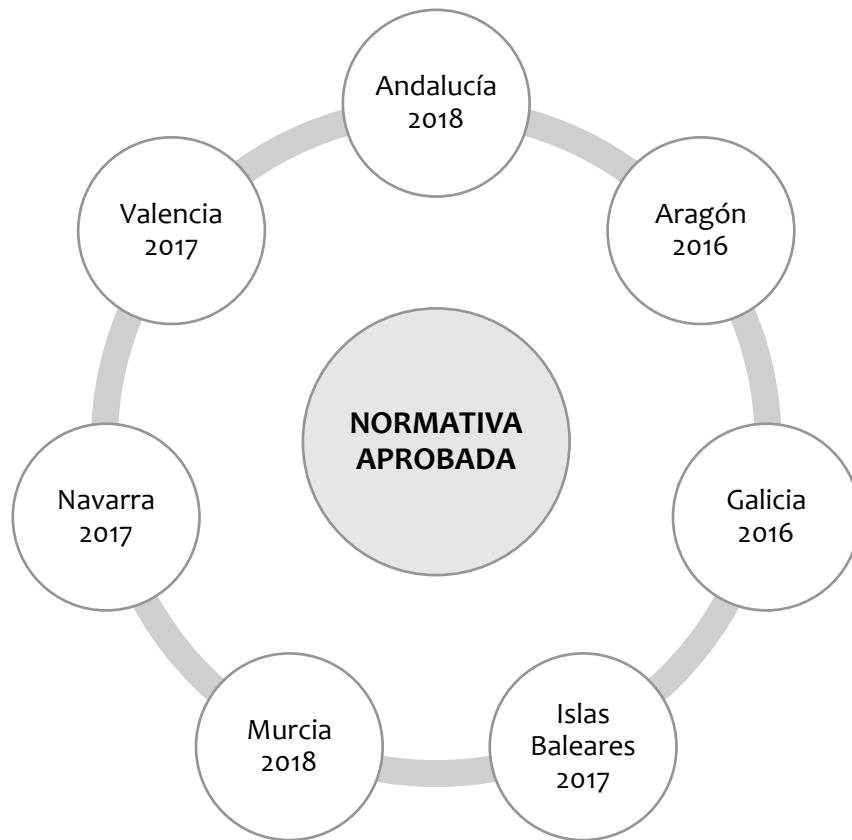 Andalucía
2018
Aragón
2016
Galicia
2016
Islas
Baleares
2017
Murcia
2018
Navarra
2017
Valencia
2017
NORMATIVA
APROBADA